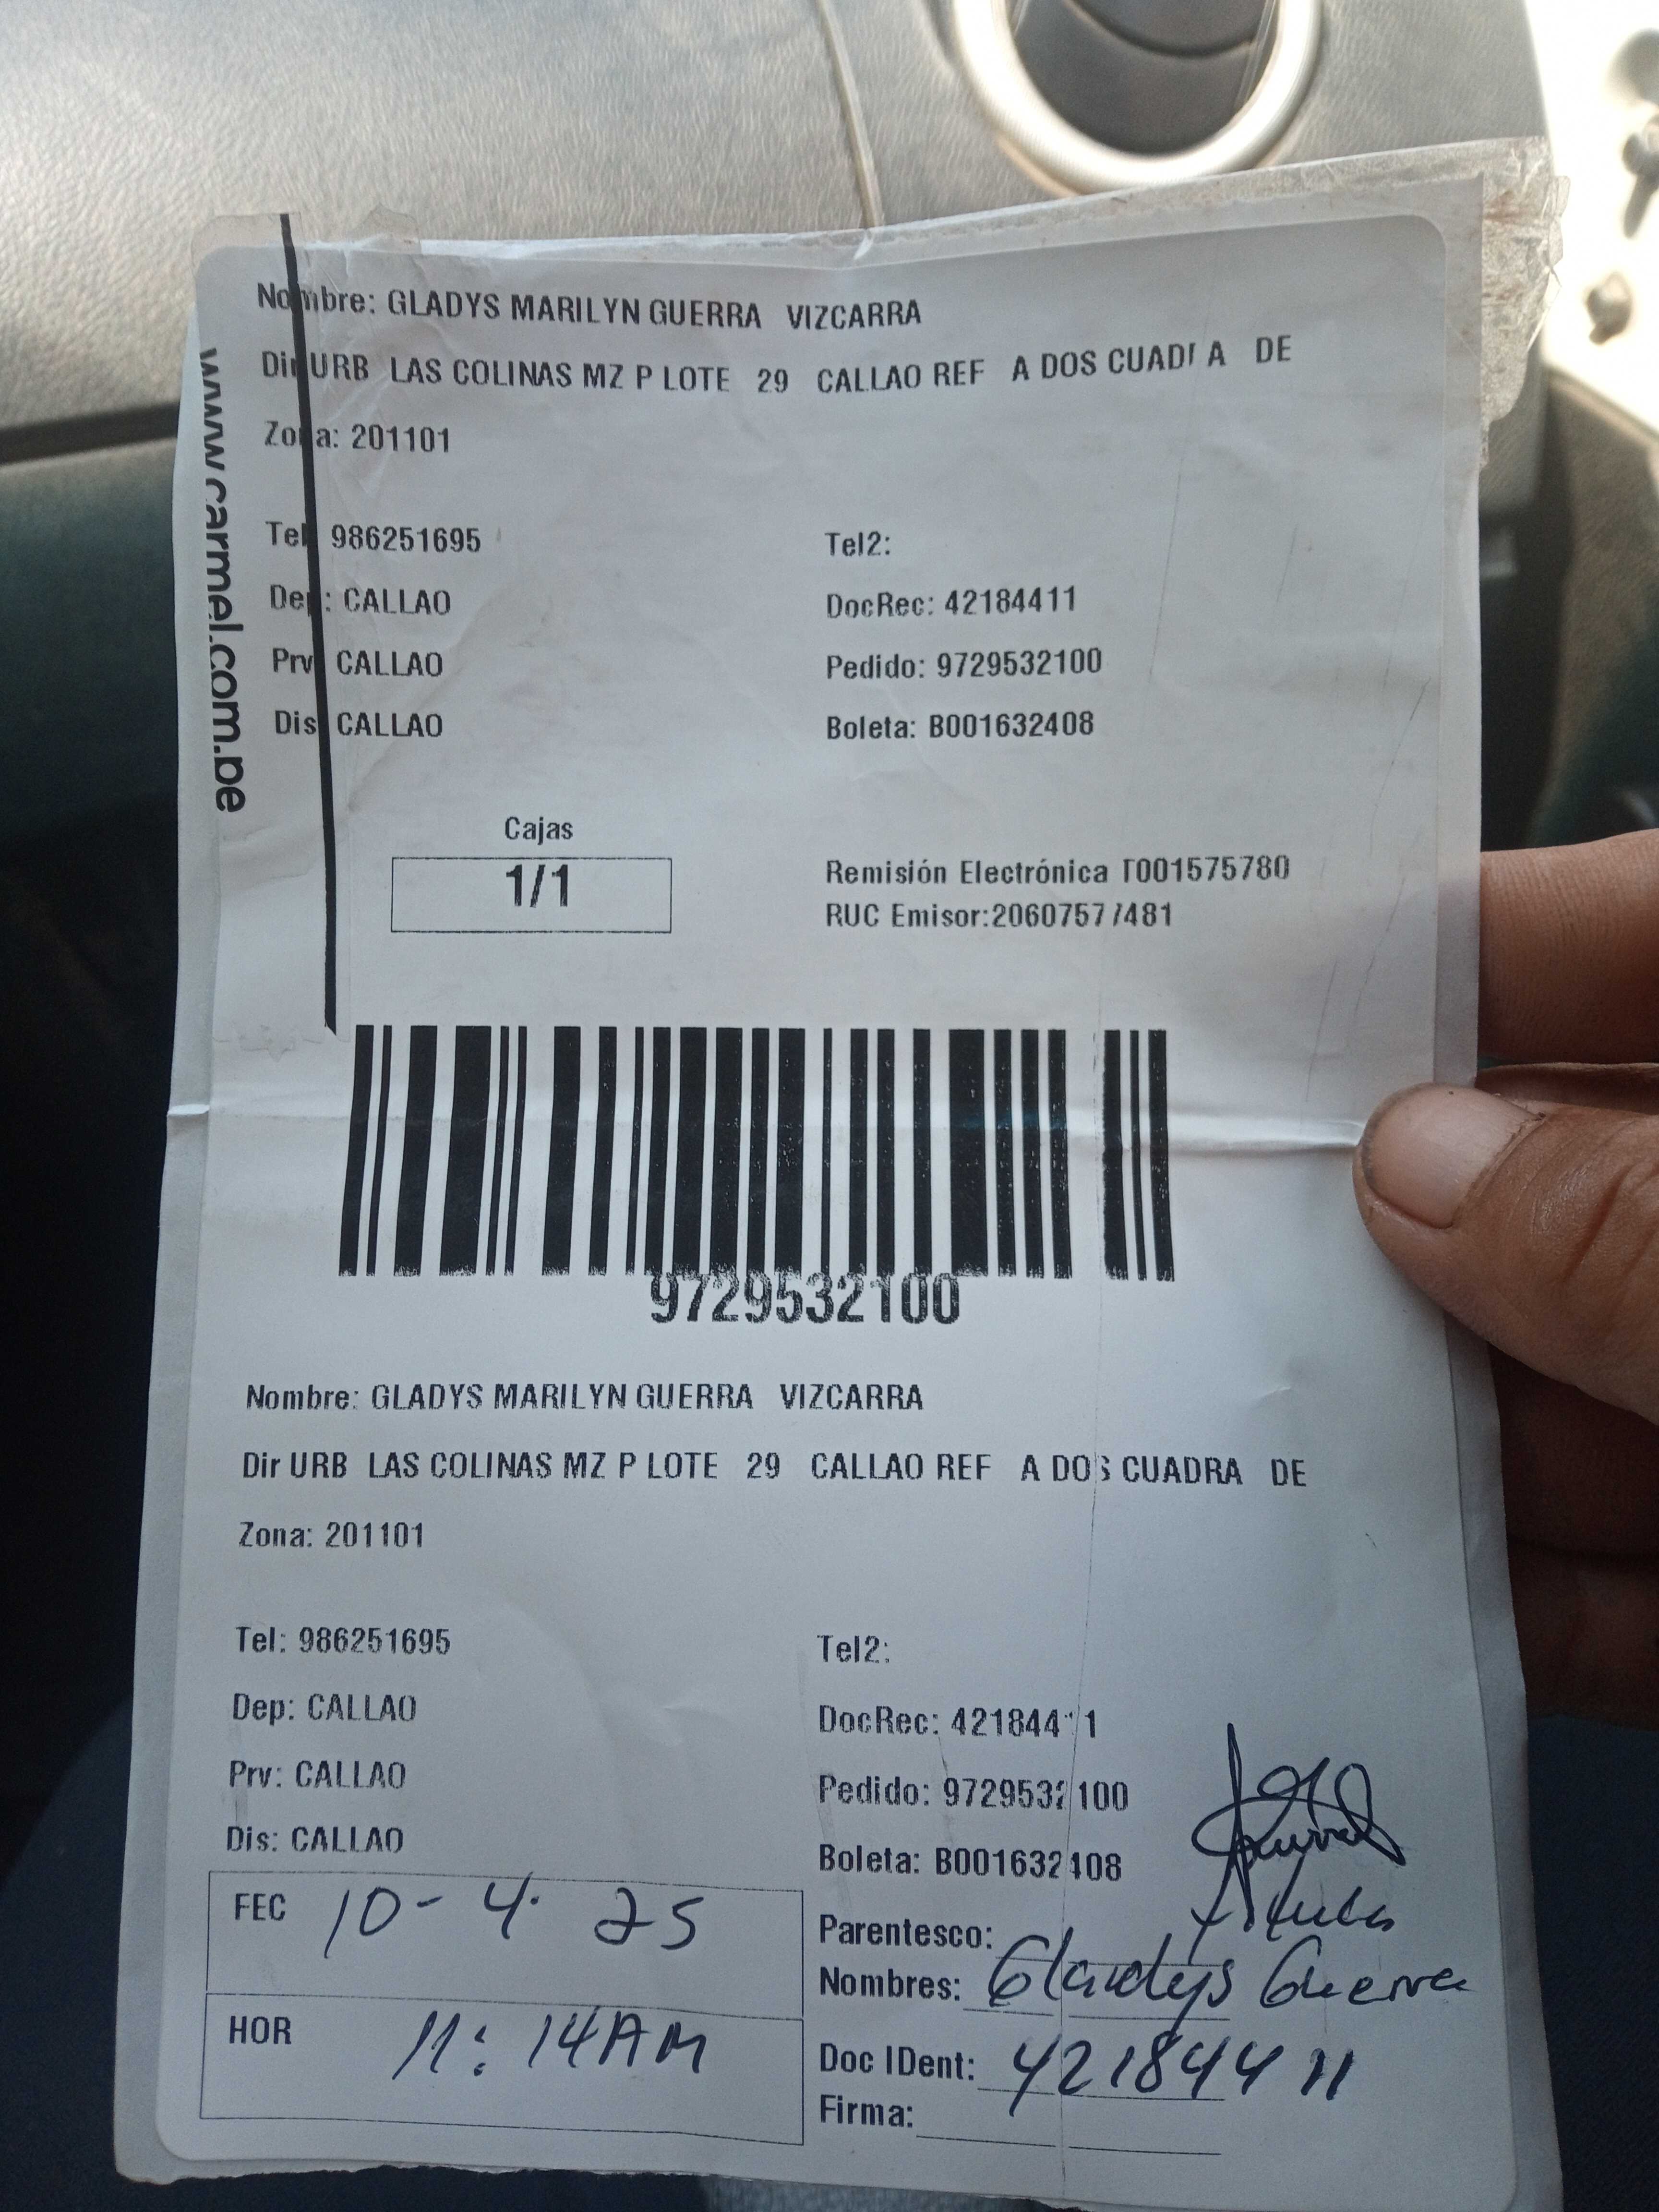 Nombre: GLADYS MARILYN GUERRA VIZCARRA
Dir URB LAS COLINAS MZ P LOTE 29 CALLAO REF A DOS CUADRA DE
Zona: 201101
www.carmel.com.pe
Tel: 986251695 Tel2:
Dep: CALLAO DocRec: 42184411
Prv: CALLAO Pedido: 9729532100
Dis: CALLAO Boleta: B001632408
Cajas
1/1
Remisión Electrónica T001575780
RUC Emisor:20607577481
9729532100
Nombre: GLADYS MARILYN GUERRA VIZCARRA
Dir URB LAS COLINAS MZ P LOTE 29 CALLAO REF A DOS CUADRA DE
Zona: 201101
Tel: 986251695 Tel2:
Dep: CALLAO DocRec: 42184411
Prv: CALLAO Pedido: 9729532100
Dis: CALLAO Boleta: B001632408
FEC 10-4-25
HOR 11:14AM
Parentesco:
Nombres: Gladys Guerra
Doc IDent: 42184411
Firma: